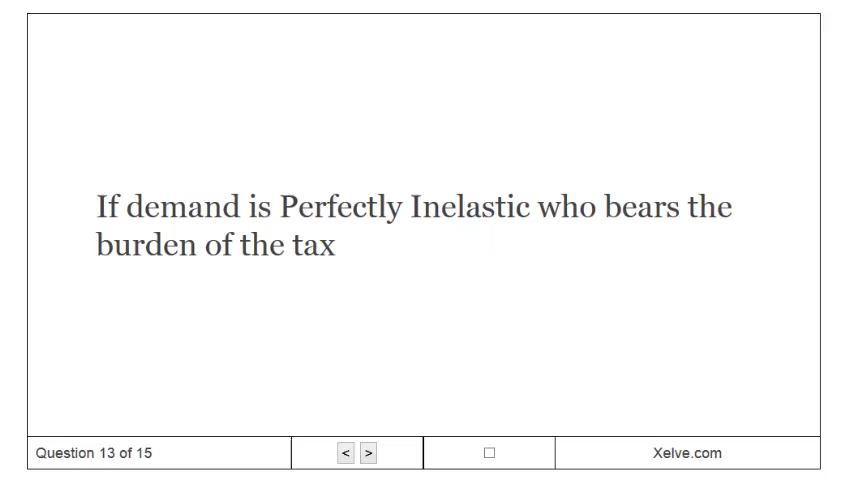 If demand is Perfectly Inelastic who bears the
burden of the tax
Question 13 of 15
<
>
Xelve.com